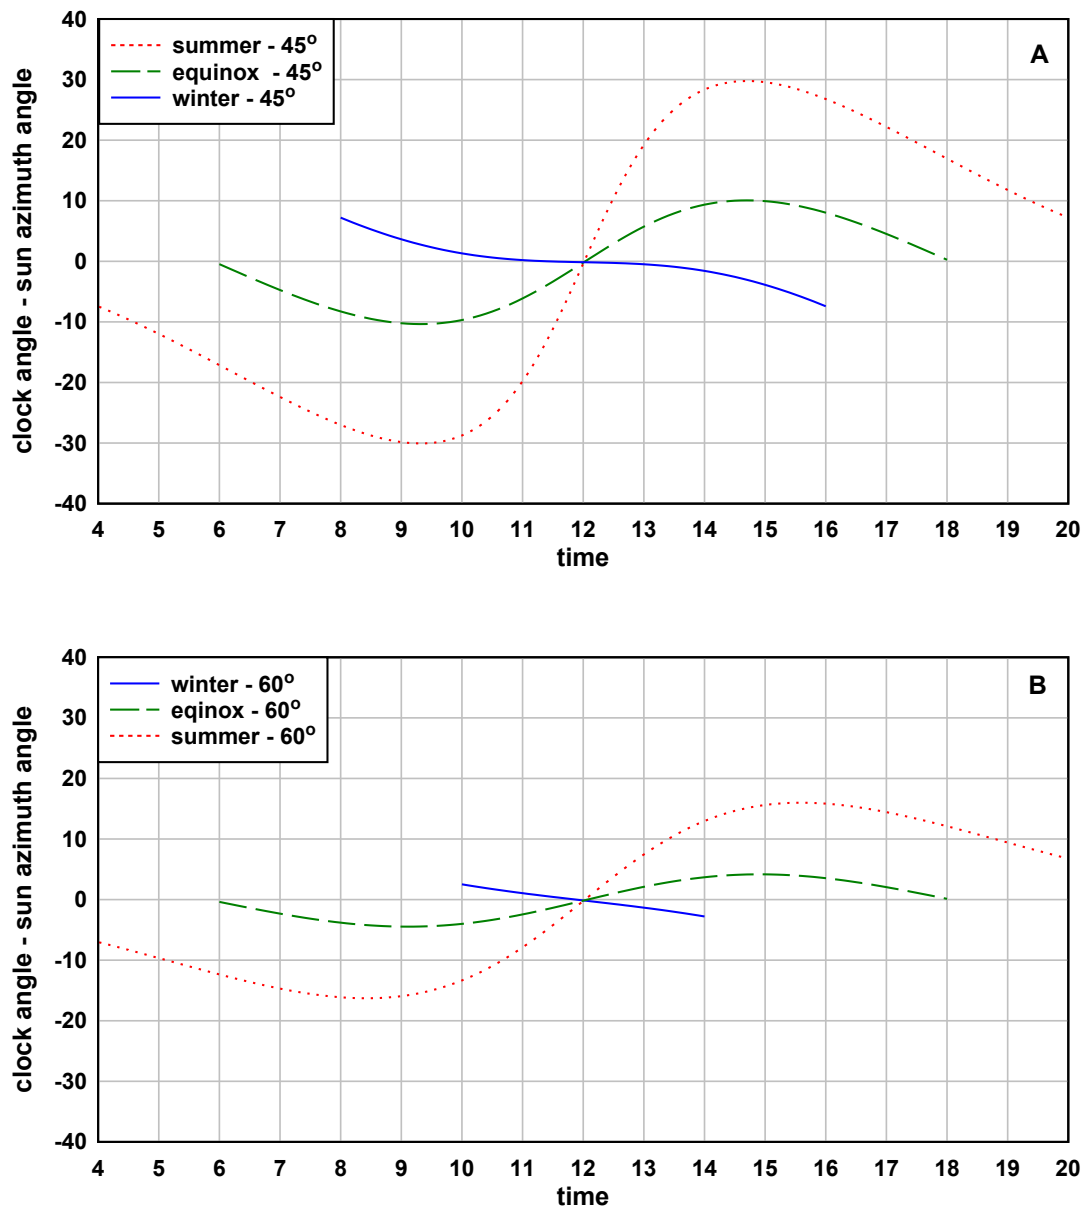 40
30
20
10
0
-10
-20
-30
-40
clock angle - sun azimuth angle
summer - 45o
equinox - 45o
winter - 45o
A
4 5 6 7 8 9 10 11 12 13 14 15 16 17 18 19 20
time
40
30
20
10
0
-10
-20
-30
-40
clock angle - sun azimuth angle
winter - 60o
eqinox - 60o
summer - 60o
B
4 5 6 7 8 9 10 11 12 13 14 15 16 17 18 19 20
time